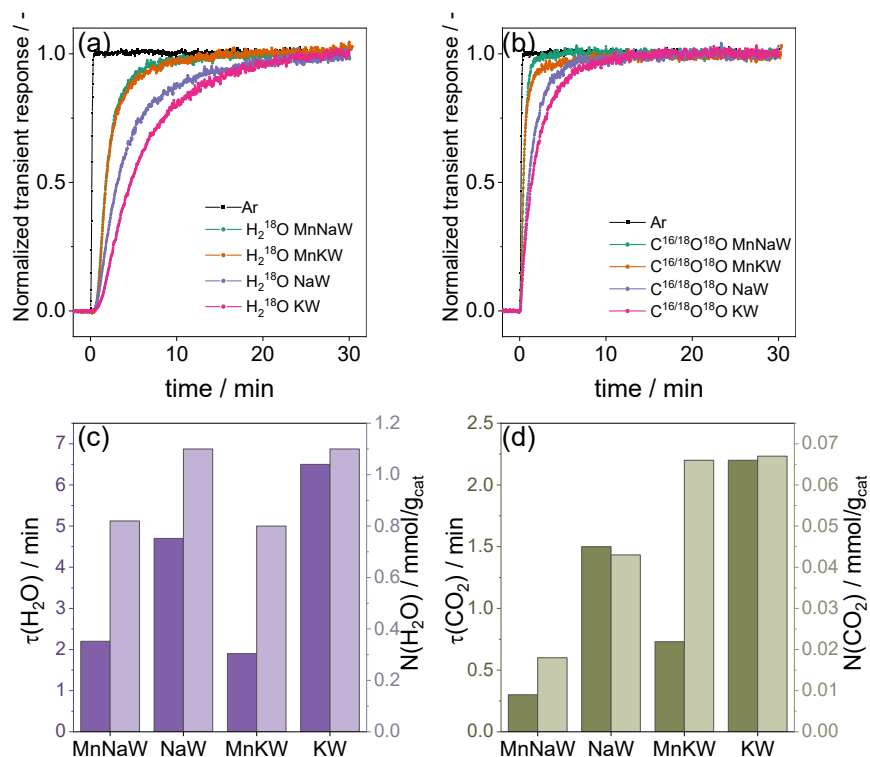 (a)
Normalized transient response / -
1.0
0.5
0.0
Ar
H₂¹⁸O MnNaW
H₂¹⁸O MnKW
H₂¹⁸O NaW
H₂¹⁸O KW
0 10 20 30
time / min
(b)
Normalized transient response / -
1.0
0.5
0.0
Ar
C¹⁶/¹⁸O¹⁸O MnNaW
C¹⁶/¹⁸O¹⁸O MnKW
C¹⁶/¹⁸O¹⁸O NaW
C¹⁶/¹⁸O¹⁸O KW
0 10 20 30
time / min
(c)
τ(H₂O) / min
7
6
5
4
3
2
1
0
N(H₂O) / mmol/g_cat
1.2
1.0
0.8
0.6
0.4
0.2
0.0
MnNaW NaW MnKW KW
(d)
τ(CO₂) / min
2.5
2.0
1.5
1.0
0.5
0.0
N(CO₂) / mmol/g_cat
0.07
0.06
0.05
0.04
0.03
0.02
0.01
0.00
MnNaW NaW MnKW KW